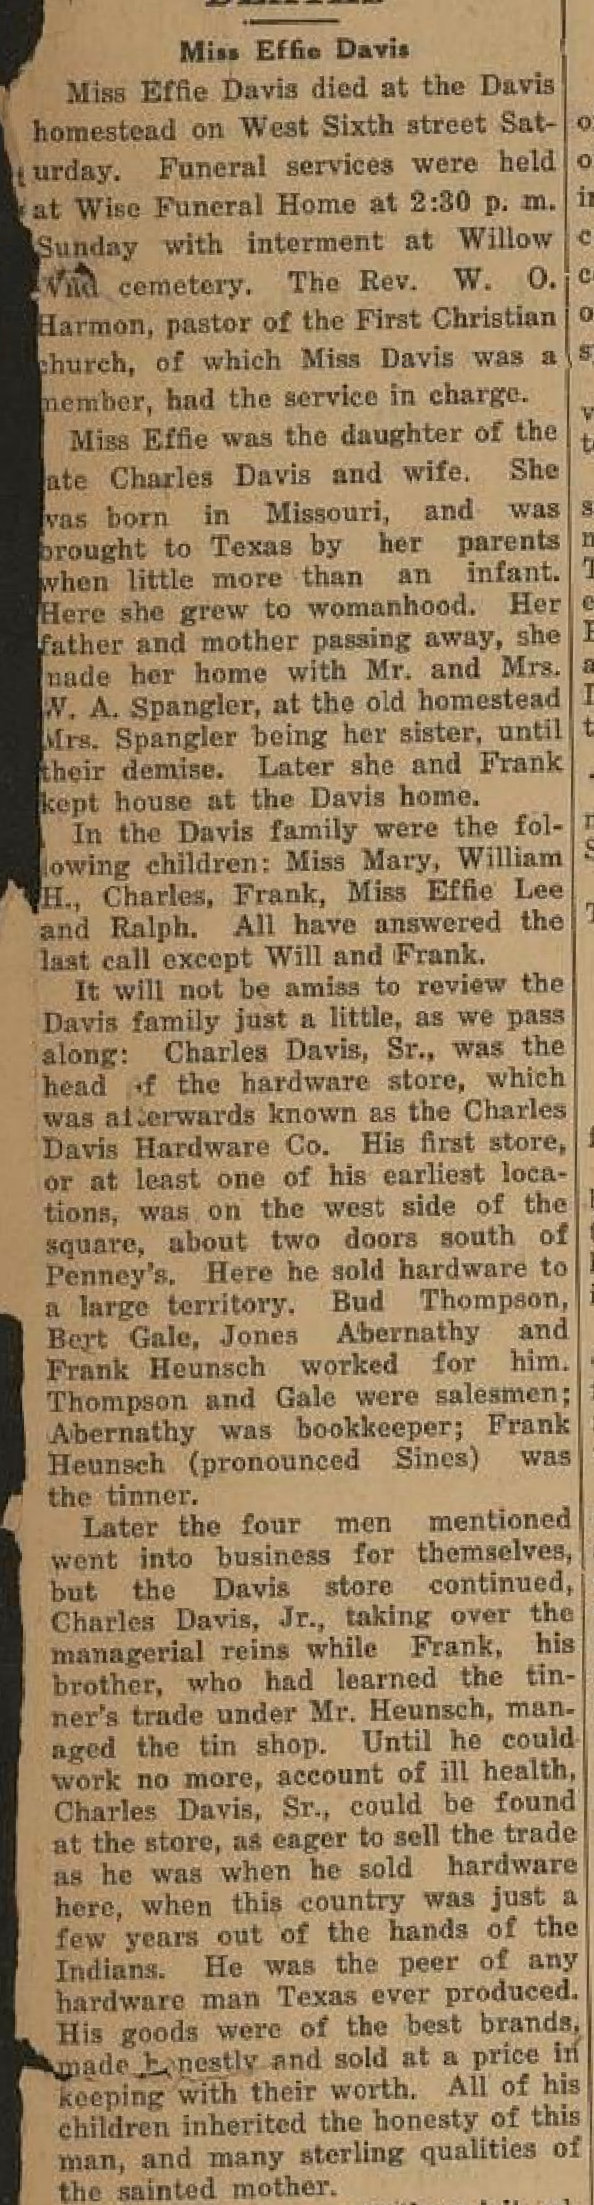 Miss Effie Davis
Miss Effie Davis died at the Davis
homestead on West Sixth street Sat-
urday. Funeral services were held
at Wise Funeral Home at 2:30 p. m.
Sunday with interment at Willow
Wild cemetery. The Rev. W. O.
Harmon, pastor of the First Christian
church, of which Miss Davis was a
member, had the service in charge.
Miss Effie was the daughter of the
ate Charles Davis and wife. She
was born in Missouri, and was
brought to Texas by her parents
when little more than an infant.
Here she grew to womanhood. Her
father and mother passing away, she
made her home with Mr. and Mrs.
W. A. Spangler, at the old homestead
Mrs. Spangler being her sister, until
their demise. Later she and Frank
kept house at the Davis home.
In the Davis family were the fol-
lowing children: Miss Mary, William
H., Charles, Frank, Miss Effie Lee
and Ralph. All have answered the
last call except Will and Frank.
It will not be amiss to review the
Davis family just a little, as we pass
along: Charles Davis, Sr., was the
head of the hardware store, which
was afterwards known as the Charles
Davis Hardware Co. His first store,
or at least one of his earliest loca-
tions, was on the west side of the
square, about two doors south of
Penney's. Here he sold hardware to
a large territory. Bud Thompson,
Bert Gale, Jones Abernathy and
Frank Heunsch worked for him.
Thompson and Gale were salesmen;
Abernathy was bookkeeper; Frank
Heunsch (pronounced Sines) was
the tinner.
Later the four men mentioned
went into business for themselves,
but the Davis store continued,
Charles Davis, Jr., taking over the
managerial reins while Frank, his
brother, who had learned the tin-
ner's trade under Mr. Heunsch, man-
aged the tin shop. Until he could
work no more, account of ill health,
Charles Davis, Sr., could be found
at the store, as eager to sell the trade
as he was when he sold hardware
here, when this country was just a
few years out of the hands of the
Indians. He was the peer of any
hardware man Texas ever produced.
His goods were of the best brands,
made honestly and sold at a price in
keeping with their worth. All of his
children inherited the honesty of this
man, and many sterling qualities of
the sainted mother.